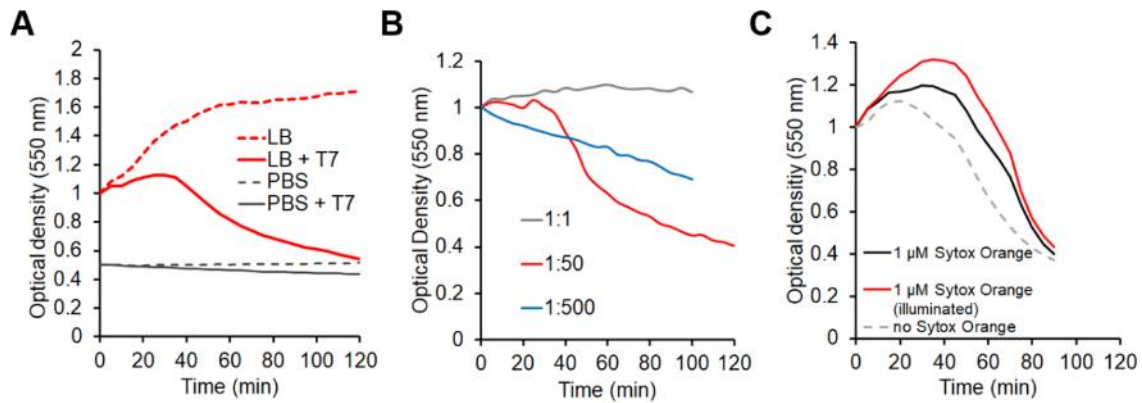 A
Optical density (550 nm)
2
1.8
1.6
1.4
1.2
1
0.8
0.6
0.4
0.2
0
0 20 40 60 80 100 120
Time (min)
LB
LB + T7
PBS
PBS + T7
B
Optical Density (550 nm)
1.2
1
0.8
0.6
0.4
0.2
0
0 20 40 60 80 100 120
Time (min)
1:1
1:50
1:500
C
Optical density (550 nm)
1.4
1.2
1
0.8
0.6
0.4
0.2
0
0 20 40 60 80 100 120
Time (min)
1 µM Sytox Orange
1 µM Sytox Orange
(illuminated)
no Sytox Orange